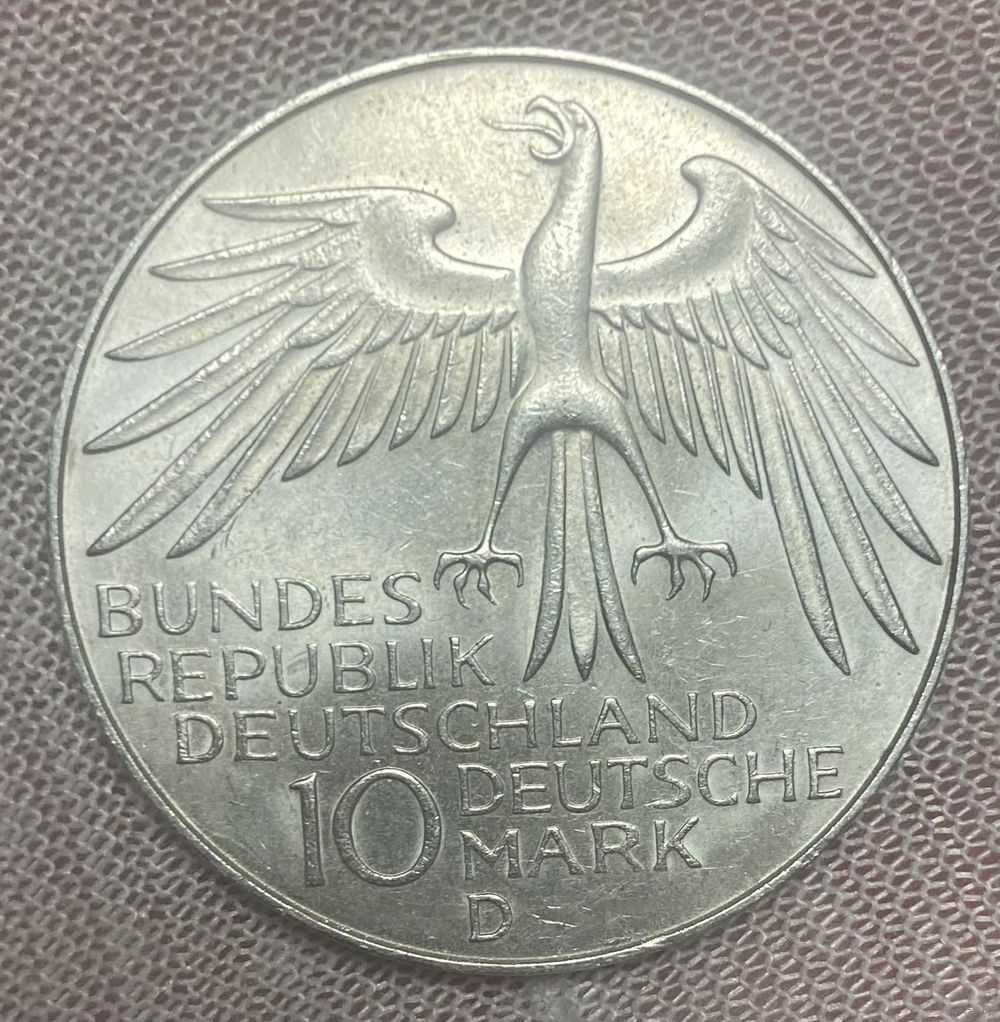 BUNDES
REPUBLIK
DEUTSCHLAND
10 DEUTSCHE
MARK
D